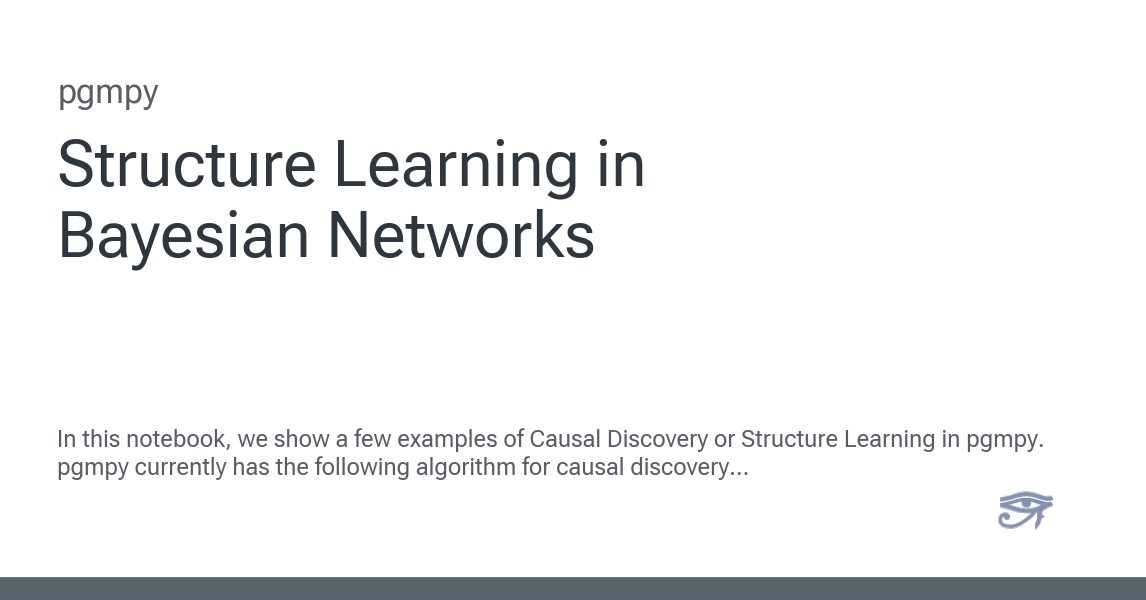 pgmpy
Structure Learning in
Bayesian Networks
In this notebook, we show a few examples of Causal Discovery or Structure Learning in pgmpy.
pgmpy currently has the following algorithm for causal discovery...